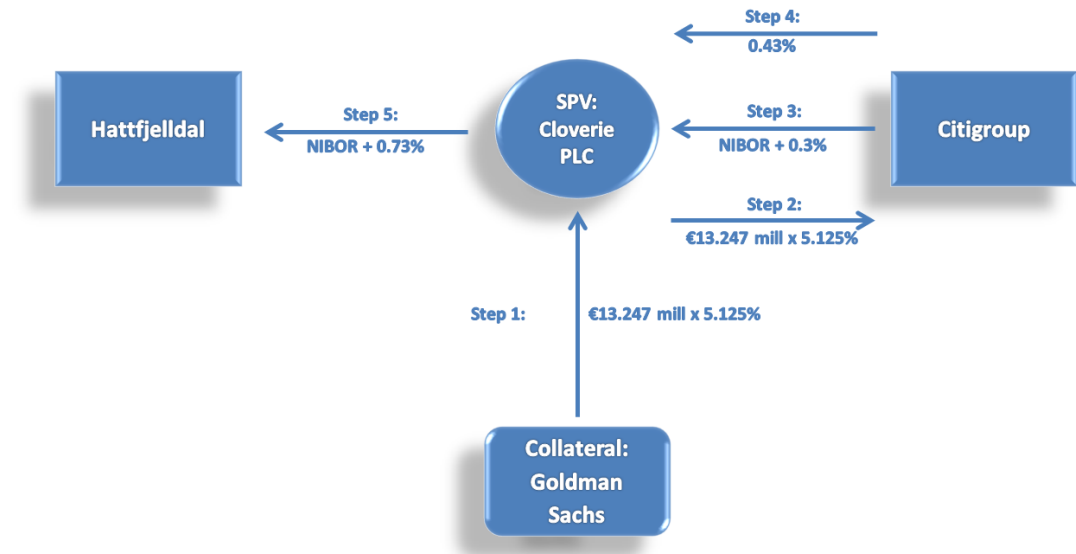 Step 4:
0.43%
Hattfjelldal
Step 5:
NIBOR + 0.73%
SPV:
Cloverie
PLC
Step 3:
NIBOR + 0.3%
Citigroup
Step 2:
€13.247 mill x 5.125%
Step 1:
€13.247 mill x 5.125%
Collateral:
Goldman
Sachs